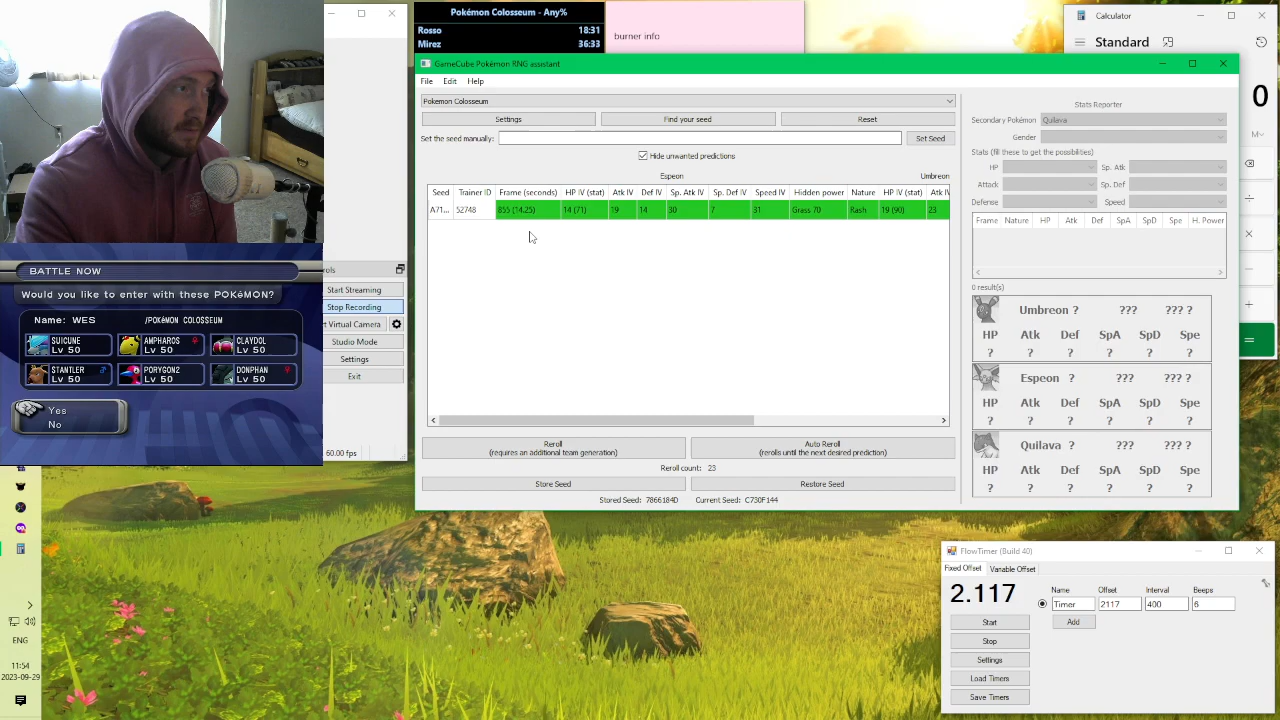 Pokémon Colosseum - Any%
Rosso 18:31
Mirez 36:33
burner info
Calculator
Standard
0
M
GameCube Pokémon RNG assistant
File Edit Help
Pokemon Colosseum
Settings Find your seed Reset
Set the seed manually: Set Seed
Hide unwanted predictions
Espeon Umbreon
Seed Trainer ID Frame (seconds) HP IV (stat) Atk IV Def IV Sp. Atk IV Sp. Def IV Speed IV Hidden power Nature HP IV (stat) Atk IV
A71... 52748 855 (14.25) 14 (71) 19 14 30 7 31 Grass 70 Rash 19 (90) 23
Reroll
(requires an additional team generation)
Auto Reroll
(rerolls until the next desired prediction)
Reroll count: 23
Store Seed Restore Seed
Stored Seed: 7866184D Current Seed: C730F144
Stats Reporter
Secondary Pokémon Quilava
Gender
Stats (fill these to get the possibilities)
HP Sp. Atk
Attack Sp. Def
Defense Speed
Frame Nature HP Atk Def SpA SpD Spe H. Power
0 result(s)
Umbreon ? ??? ??? ?
HP Atk Def SpA SpD Spe
? ? ? ? ? ?
Espeon ? ??? ??? ?
HP Atk Def SpA SpD Spe
? ? ? ? ? ?
Quilava ? ??? ??? ?
HP Atk Def SpA SpD Spe
? ? ? ? ? ?
BATTLE NOW
Would you like to enter with these POKéMON?
Name: WES /POKéMON COLOSSEUM
SUICUNE Lv 50
AMPHAROS ♀ Lv 50
CLAYDOL Lv 50
STANTLER ♂ Lv 50
PORYGON2 Lv 50
DONPHAN ♀ Lv 50
Yes
No
rols
Start Streaming
Stop Recording
rt Virtual Camera
Studio Mode
Settings
Exit
60.00 fps
FlowTimer (Build 40)
Fixed Offset Variable Offset
2.117
Name Offset Interval Beeps
Timer 2117 400 6
Add
Start
Stop
Settings
Load Timers
Save Timers
ENG
11:54
2023-09-29